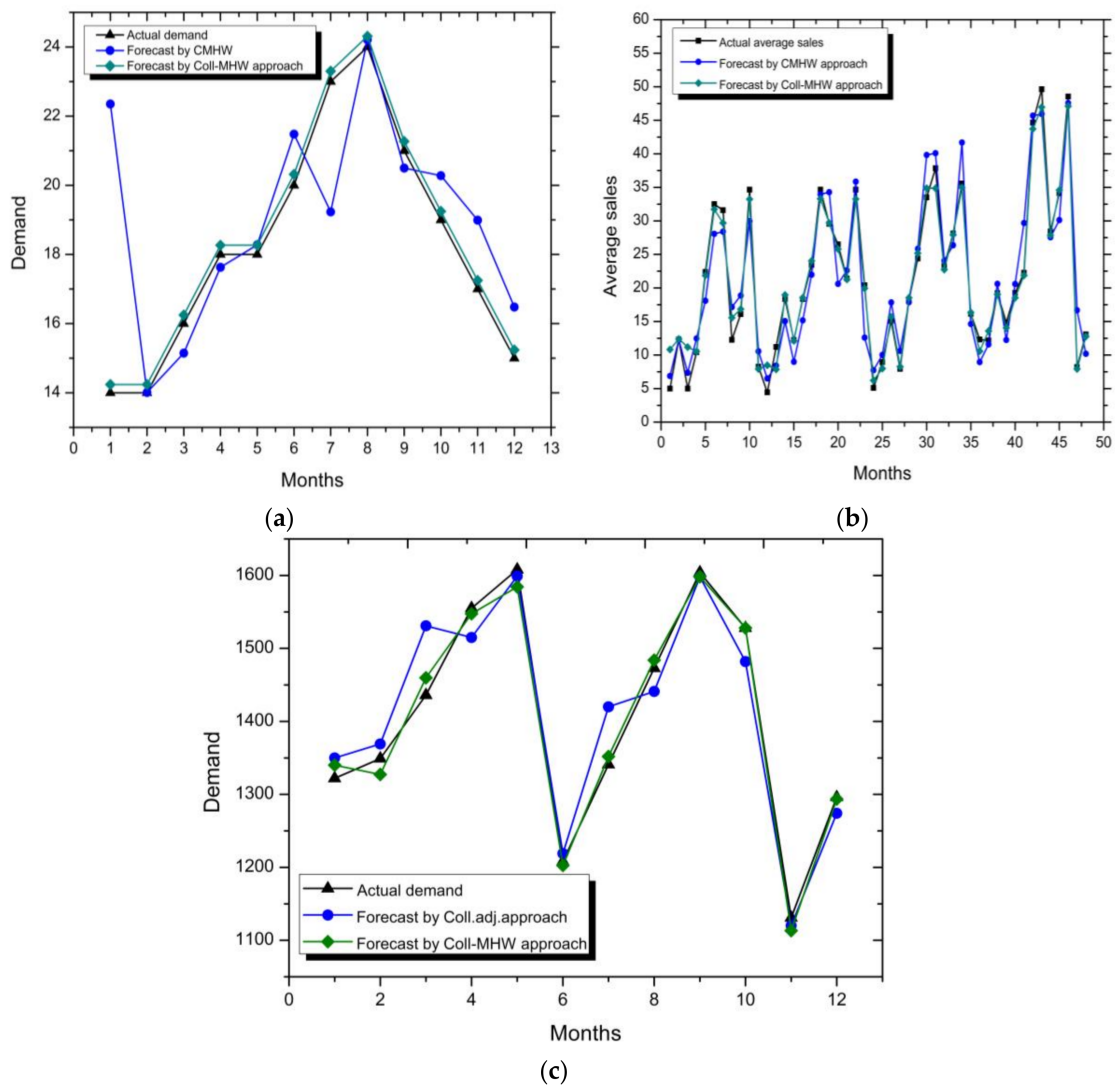 Actual demand
Forecast by CMHW
Forecast by Coll-MHW approach
24
22
20
18
16
14
Demand
0 1 2 3 4 5 6 7 8 9 10 11 12 13
Months
(a)
Actual average sales
Forecast by CMHW approach
Forecast by Coll-MHW approach
60
55
50
45
40
35
30
25
20
15
10
5
0
Average sales
0 5 10 15 20 25 30 35 40 45 50
Months
(b)
1600
1500
1400
1300
1200
1100
Demand
Actual demand
Forecast by Coll.adj.approach
Forecast by Coll-MHW approach
0 2 4 6 8 10 12
Months
(c)